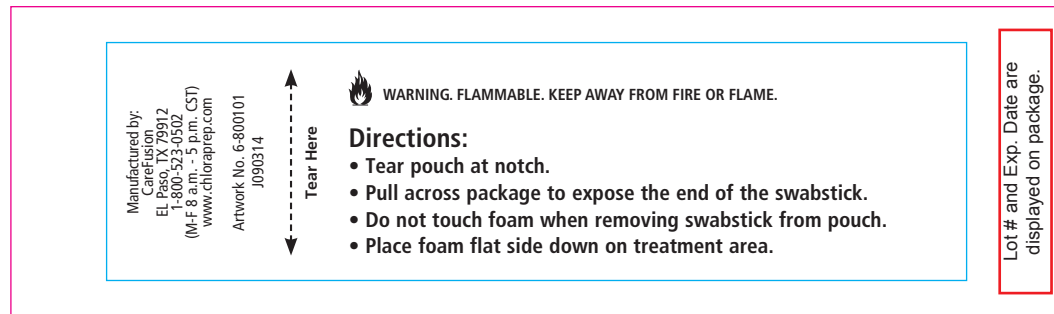 Manufactured by:
CareFusion
EL Paso, TX 79912
1-800-523-0502
(M-F 8 a.m. - 5 p.m. CST)
www.chloraprep.com
Artwork No. 6-800101
J090314
Tear Here
WARNING. FLAMMABLE. KEEP AWAY FROM FIRE OR FLAME.
Directions:
• Tear pouch at notch.
• Pull across package to expose the end of the swabstick.
• Do not touch foam when removing swabstick from pouch.
• Place foam flat side down on treatment area.
Lot # and Exp. Date are
displayed on package.